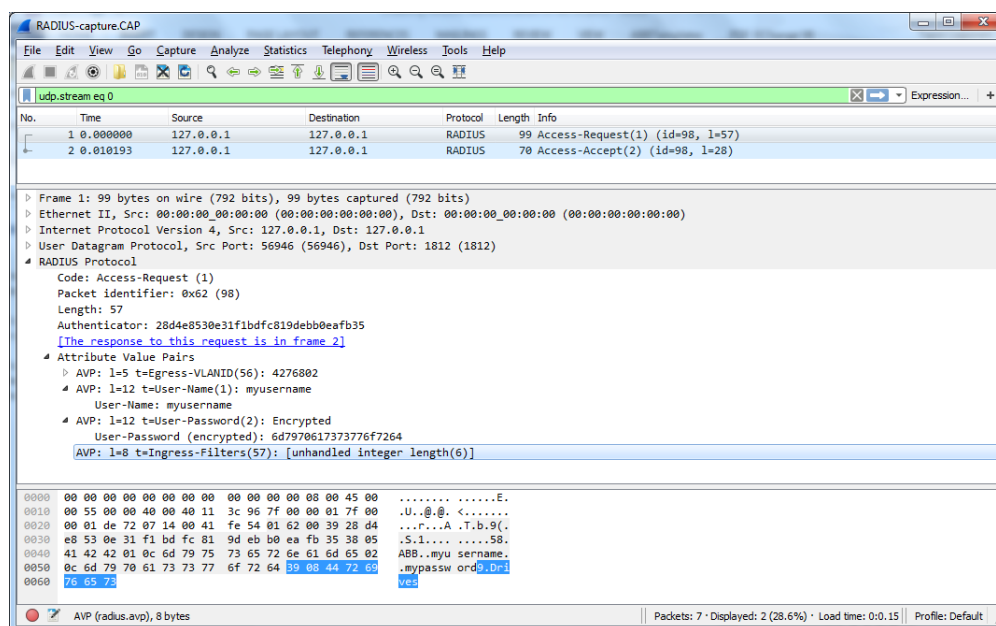 RADIUS-capture.CAP
File Edit View Go Capture Analyze Statistics Telephony Wireless Tools Help
udp.stream eq 0 Expression... +
No. Time Source Destination Protocol Length Info
1 0.000000 127.0.0.1 127.0.0.1 RADIUS 99 Access-Request(1) (id=98, l=57)
2 0.010193 127.0.0.1 127.0.0.1 RADIUS 70 Access-Accept(2) (id=98, l=28)
Frame 1: 99 bytes on wire (792 bits), 99 bytes captured (792 bits)
Ethernet II, Src: 00:00:00_00:00:00 (00:00:00:00:00:00), Dst: 00:00:00_00:00:00 (00:00:00:00:00:00)
Internet Protocol Version 4, Src: 127.0.0.1, Dst: 127.0.0.1
User Datagram Protocol, Src Port: 56946 (56946), Dst Port: 1812 (1812)
RADIUS Protocol
Code: Access-Request (1)
Packet identifier: 0x62 (98)
Length: 57
Authenticator: 28d4e8530e31f1bdfc819debb0eafb35
[The response to this request is in frame 2]
Attribute Value Pairs
AVP: l=5 t=Egress-VLANID(56): 4276802
AVP: l=12 t=User-Name(1): myusername
User-Name: myusername
AVP: l=12 t=User-Password(2): Encrypted
User-Password (encrypted): 6d7970617373776f7264
AVP: l=8 t=Ingress-Filters(57): [unhandled integer length(6)]
0000 00 00 00 00 00 00 00 00 00 00 00 00 08 00 45 00 ........ ......E.
0010 00 55 00 00 40 00 40 11 3c 96 7f 00 00 01 7f 00 .U..@.@. <.......
0020 00 01 de 72 07 14 00 41 fe 54 01 62 00 39 28 d4 ...r...A .T.b.9(.
0030 e8 53 0e 31 f1 bd fc 81 9d eb b0 ea fb 35 38 05 .S.1.... .....58.
0040 41 42 42 01 0c 6d 79 75 73 65 72 6e 61 6d 65 02 ABB..myu sername.
0050 0c 6d 79 70 61 73 73 77 6f 72 64 39 08 44 72 69 .mypassw ord9.Dri
0060 76 65 73 ves
AVP (radius.avp), 8 bytes Packets: 7 · Displayed: 2 (28.6%) · Load time: 0:0.15 Profile: Default